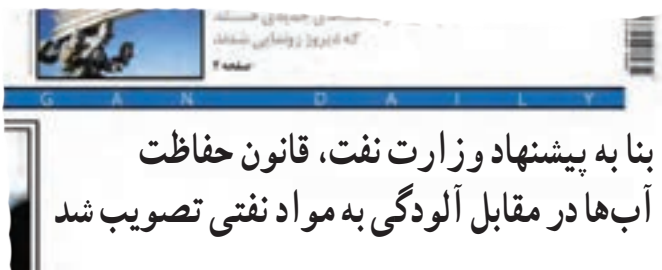 که دیروز رونمایی شدند
صفحه ۲
G A N D A I L Y
بنا به پیشنهاد وزارت نفت، قانون حفاظت
آب‌ها در مقابل آلودگی به مواد نفتی تصویب شد